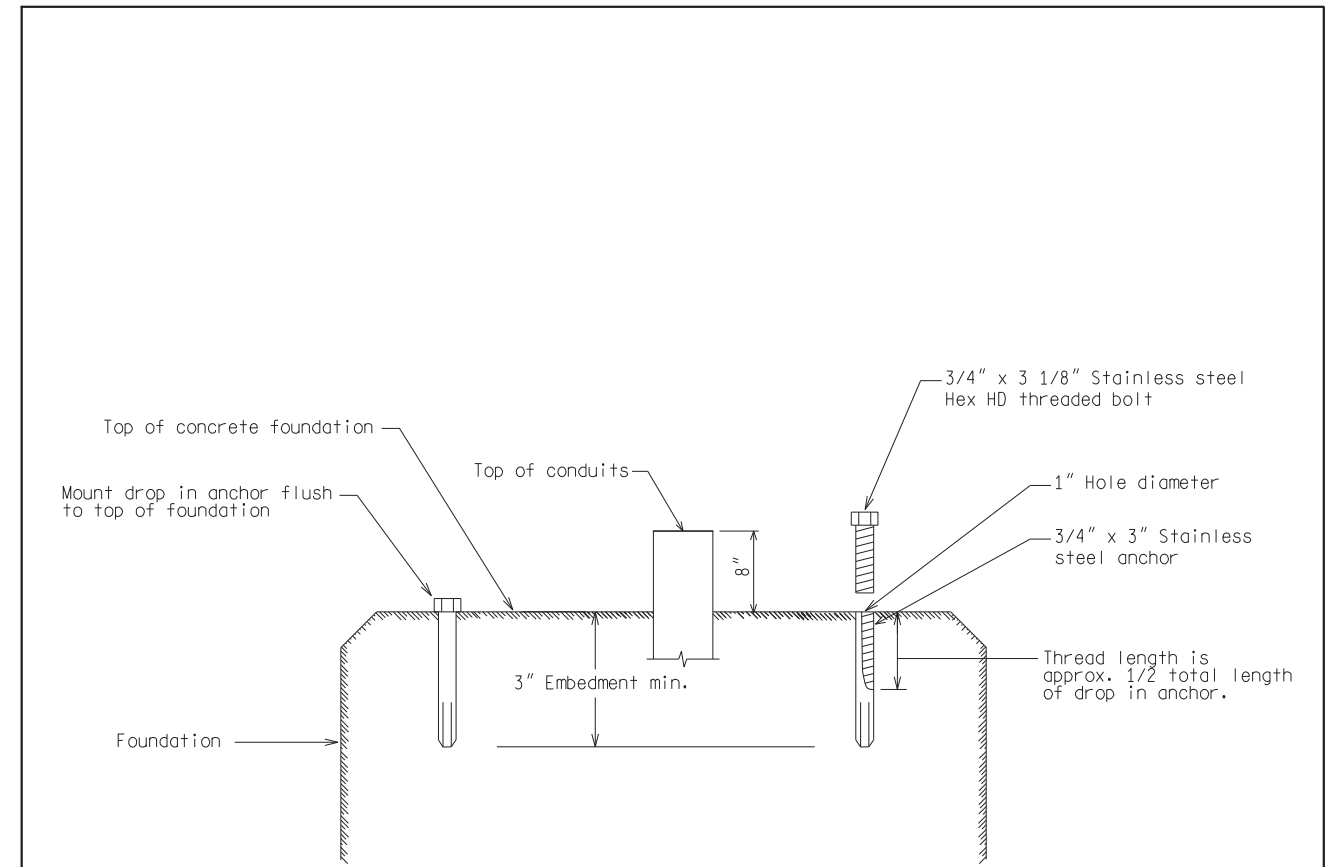 3/4" x 3 1/8" Stainless steel
Hex HD threaded bolt
Top of concrete foundation
Top of conduits
Mount drop in anchor flush
to top of foundation
1" Hole diameter
3/4" x 3" Stainless
steel anchor
8"
Thread length is
approx. 1/2 total length
of drop in anchor.
3" Embedment min.
Foundation